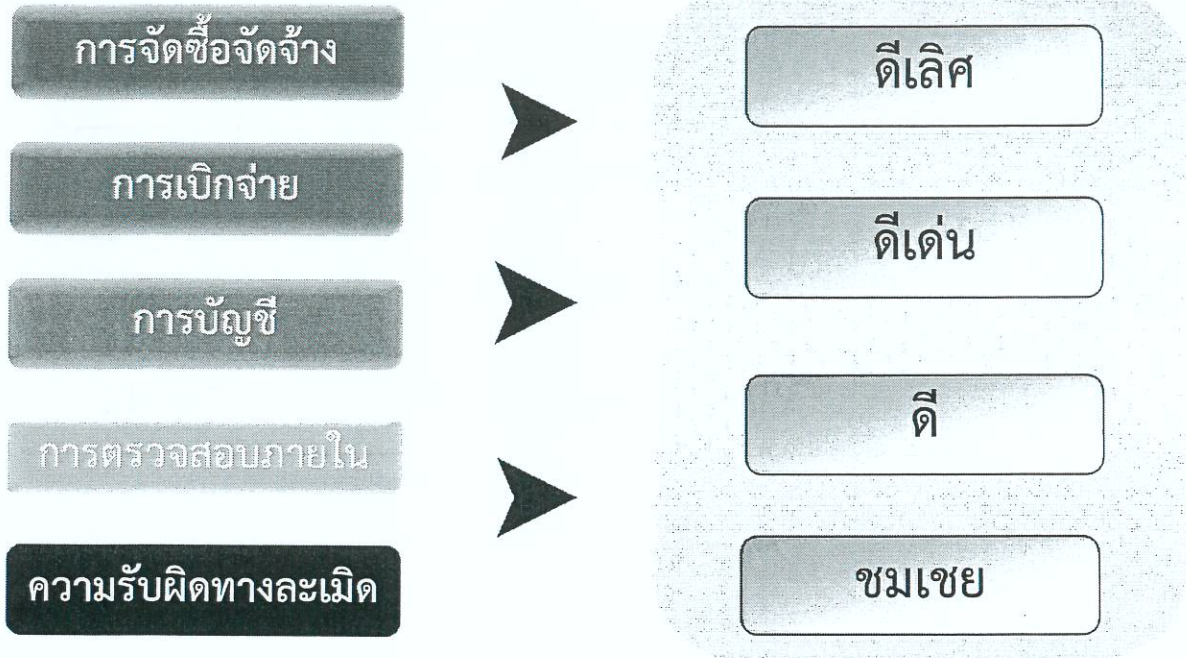 การจัดซื้อจัดจ้าง
การเบิกจ่าย
การบัญชี
การตรวจสอบภายใน
ความรับผิดทางละเมิด
ดีเลิศ
ดีเด่น
ดี
ชมเชย